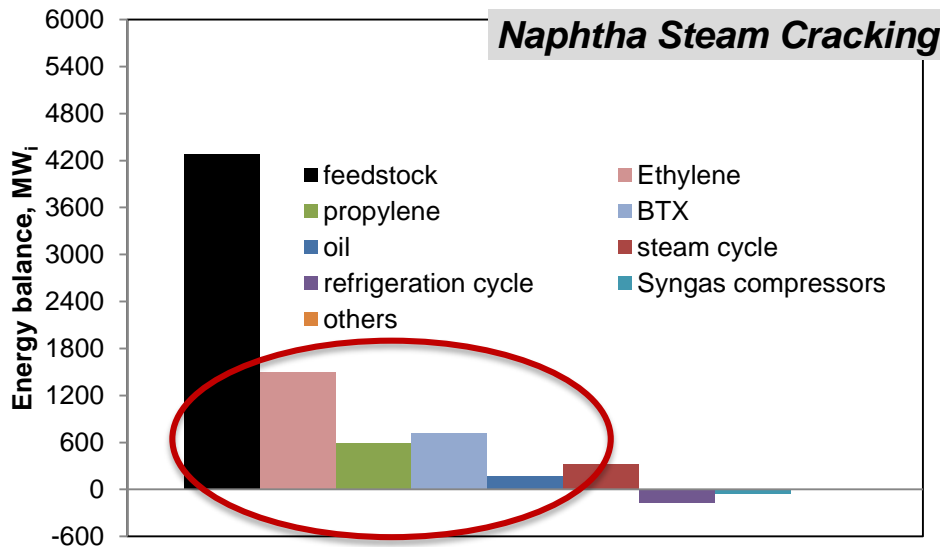 Naphtha Steam Cracking
6000
5400
4800
4200
3600
3000
2400
1800
1200
600
0
-600
Energy balance, MWi
feedstock
Ethylene
propylene
BTX
oil
steam cycle
refrigeration cycle
Syngas compressors
others